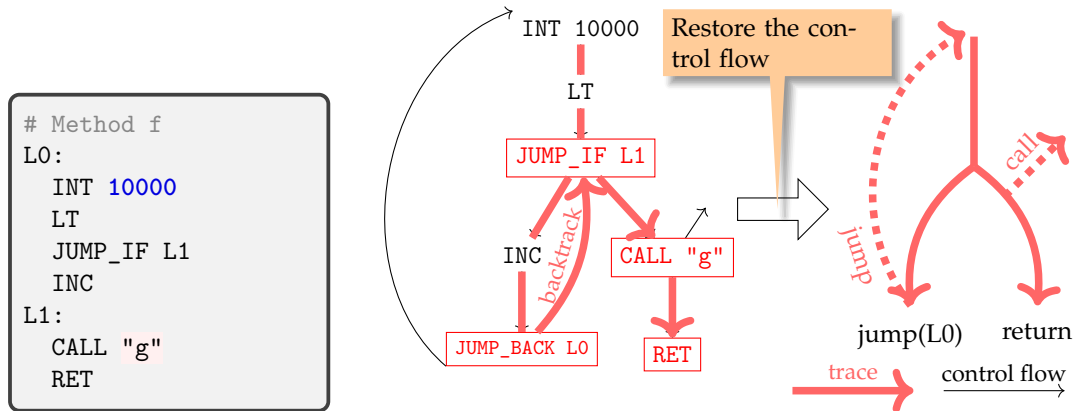 # Method f
L0:
INT 10000
LT
JUMP_IF L1
INC
L1:
CALL "g"
RET
INT 10000
LT
JUMP_IF L1
INC
backtrack
CALL "g"
JUMP_BACK L0
RET
Restore the con-
trol flow
call
jump
jump(L0)
return
trace
control flow